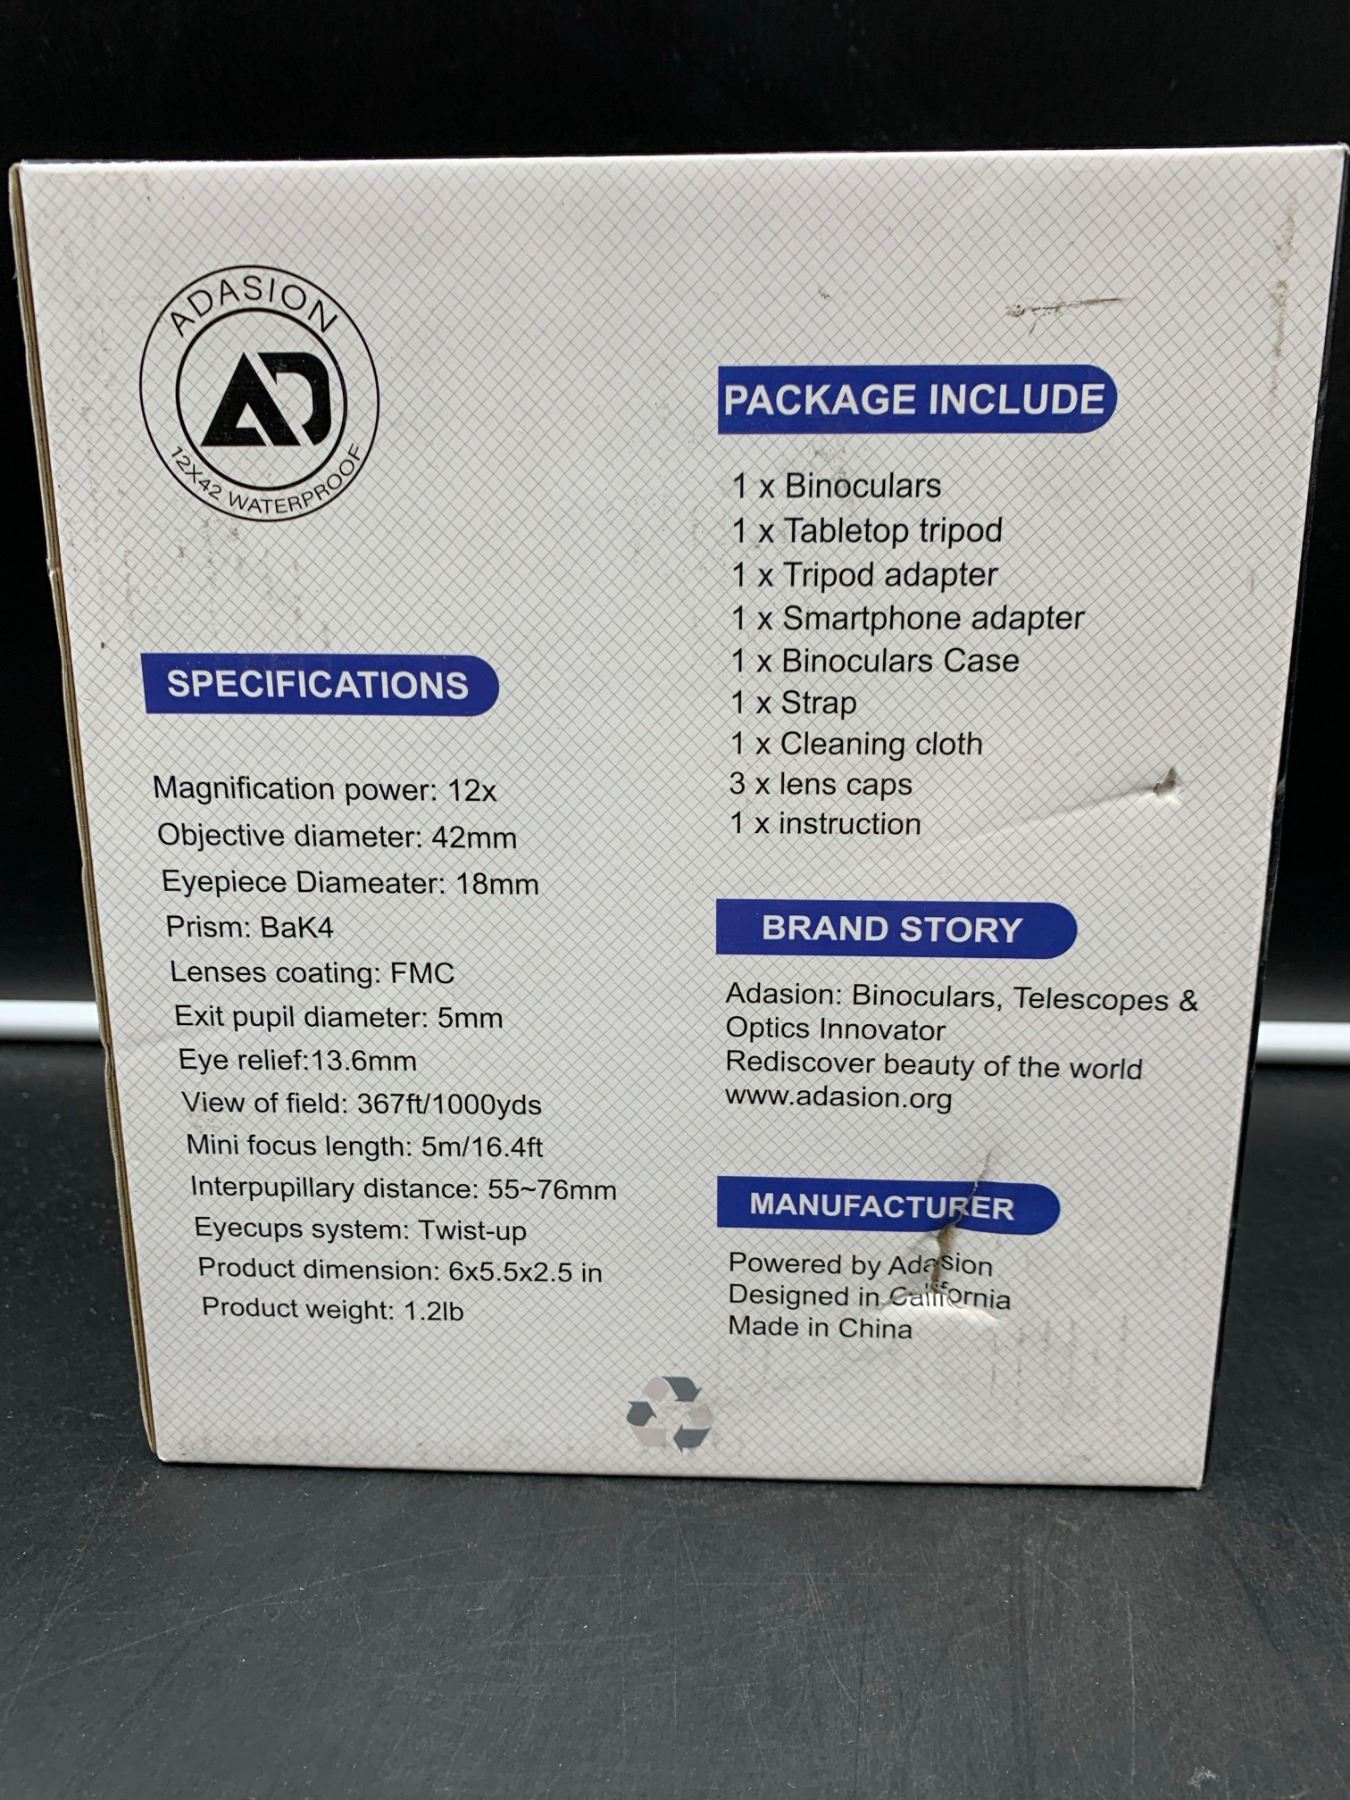 ADASION
AD
12X42 WATERPROOF
SPECIFICATIONS
Magnification power: 12x
Objective diameter: 42mm
Eyepiece Diameater: 18mm
Prism: BaK4
Lenses coating: FMC
Exit pupil diameter: 5mm
Eye relief:13.6mm
View of field: 367ft/1000yds
Mini focus length: 5m/16.4ft
Interpupillary distance: 55~76mm
Eyecups system: Twist-up
Product dimension: 6x5.5x2.5 in
Product weight: 1.2lb
PACKAGE INCLUDE
1 x Binoculars
1 x Tabletop tripod
1 x Tripod adapter
1 x Smartphone adapter
1 x Binoculars Case
1 x Strap
1 x Cleaning cloth
3 x lens caps
1 x instruction
BRAND STORY
Adasion: Binoculars, Telescopes &
Optics Innovator
Rediscover beauty of the world
www.adasion.org
MANUFACTURER
Powered by Adasion
Designed in California
Made in China